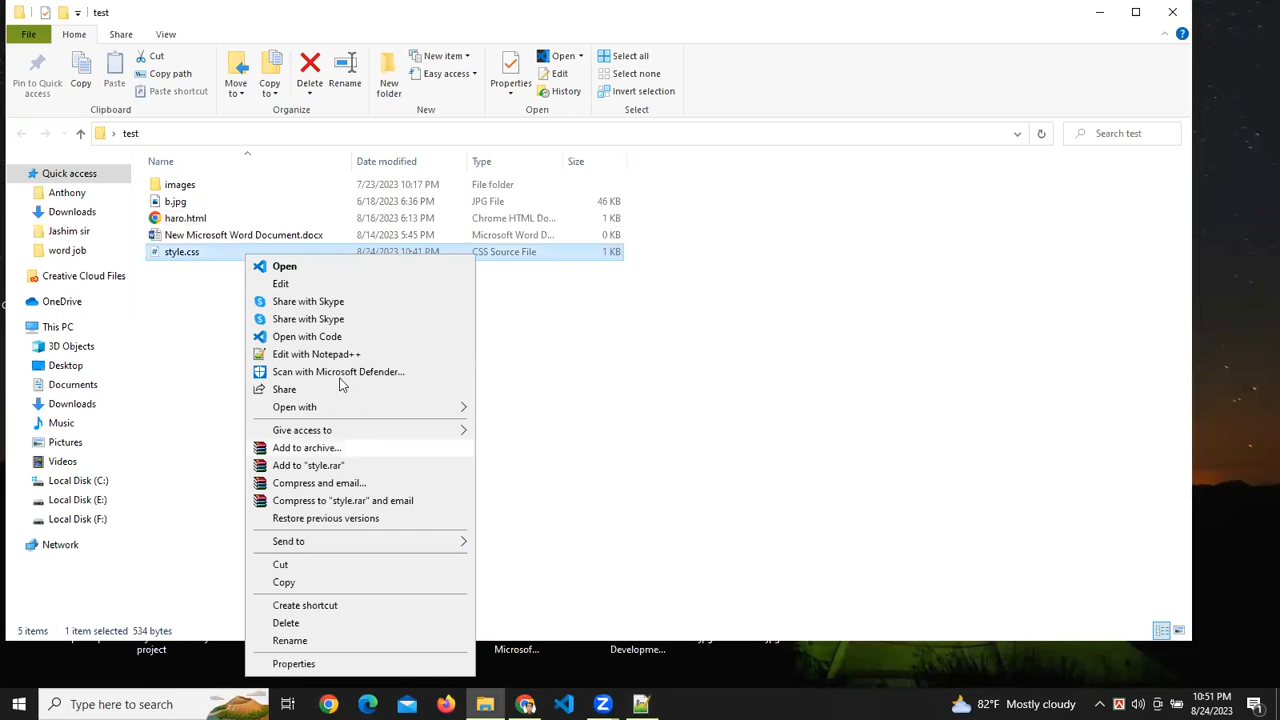 test
File
Home
Share
View
Pin to Quick access
Copy
Paste
Cut
Copy path
Paste shortcut
Clipboard
Move to
Copy to
Delete
Rename
Organize
New folder
New item
Easy access
New
Properties
Open
Edit
History
Open
Select all
Select none
Invert selection
Select
test
Search test
Quick access
Anthony
Downloads
Jashim sir
word job
Creative Cloud Files
OneDrive
This PC
3D Objects
Desktop
Documents
Downloads
Music
Pictures
Videos
Local Disk (C:)
Local Disk (E:)
Local Disk (F:)
Network
Name Date modified Type Size
images 7/23/2023 10:17 PM File folder
b.jpg 6/18/2023 6:36 PM JPG File 46 KB
haro.html 8/16/2023 6:13 PM Chrome HTML Do... 1 KB
New Microsoft Word Document.docx 8/14/2023 5:45 PM Microsoft Word D... 0 KB
style.css 8/24/2023 10:41 PM CSS Source File 1 KB
Open
Edit
Share with Skype
Share with Skype
Open with Code
Edit with Notepad++
Scan with Microsoft Defender...
Share
Open with
Give access to
Add to archive...
Add to "style.rar"
Compress and email...
Compress to "style.rar" and email
Restore previous versions
Send to
Cut
Copy
Create shortcut
Delete
Rename
Properties
5 items 1 item selected 534 bytes
project
Microsof...
Developme...
Type here to search
82°F Mostly cloudy
10:51 PM
8/24/2023